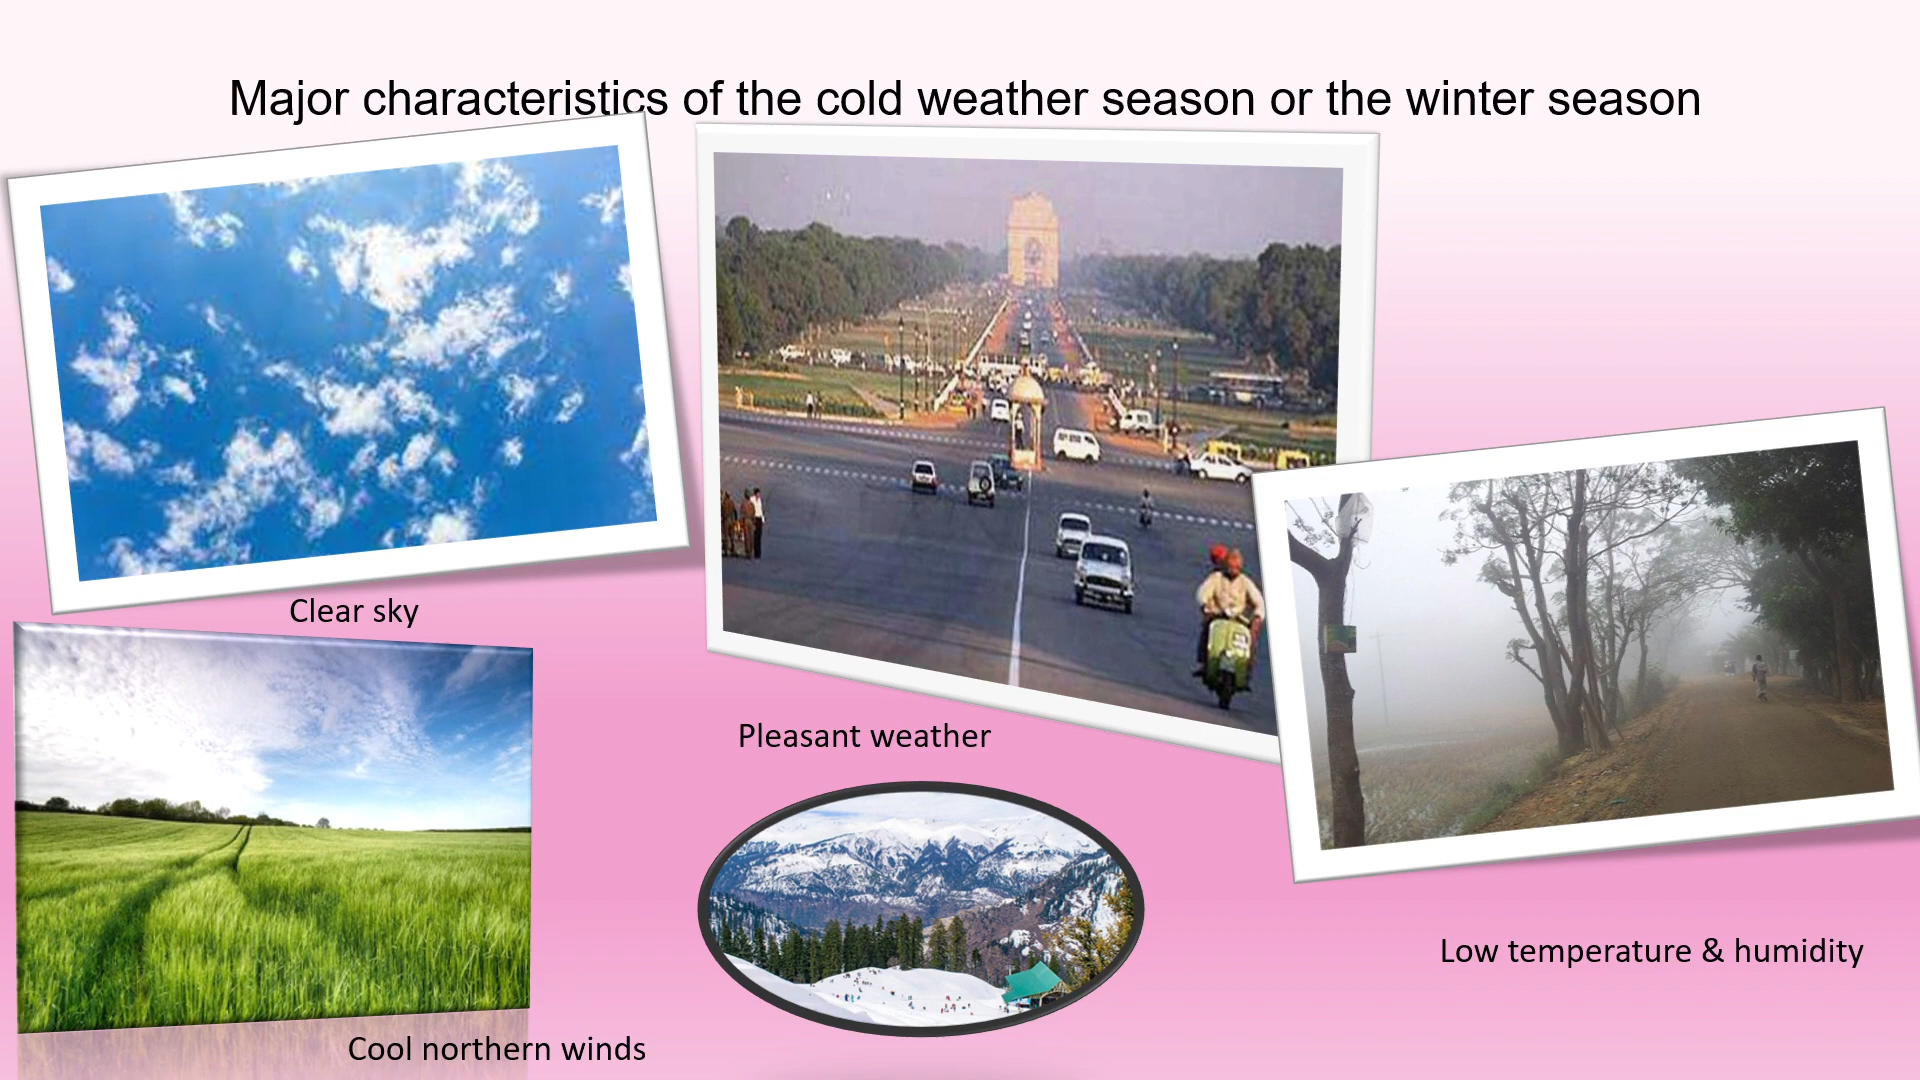 Major characteristics of the cold weather season or the winter season
Clear sky
Pleasant weather
Low temperature & humidity
Cool northern winds